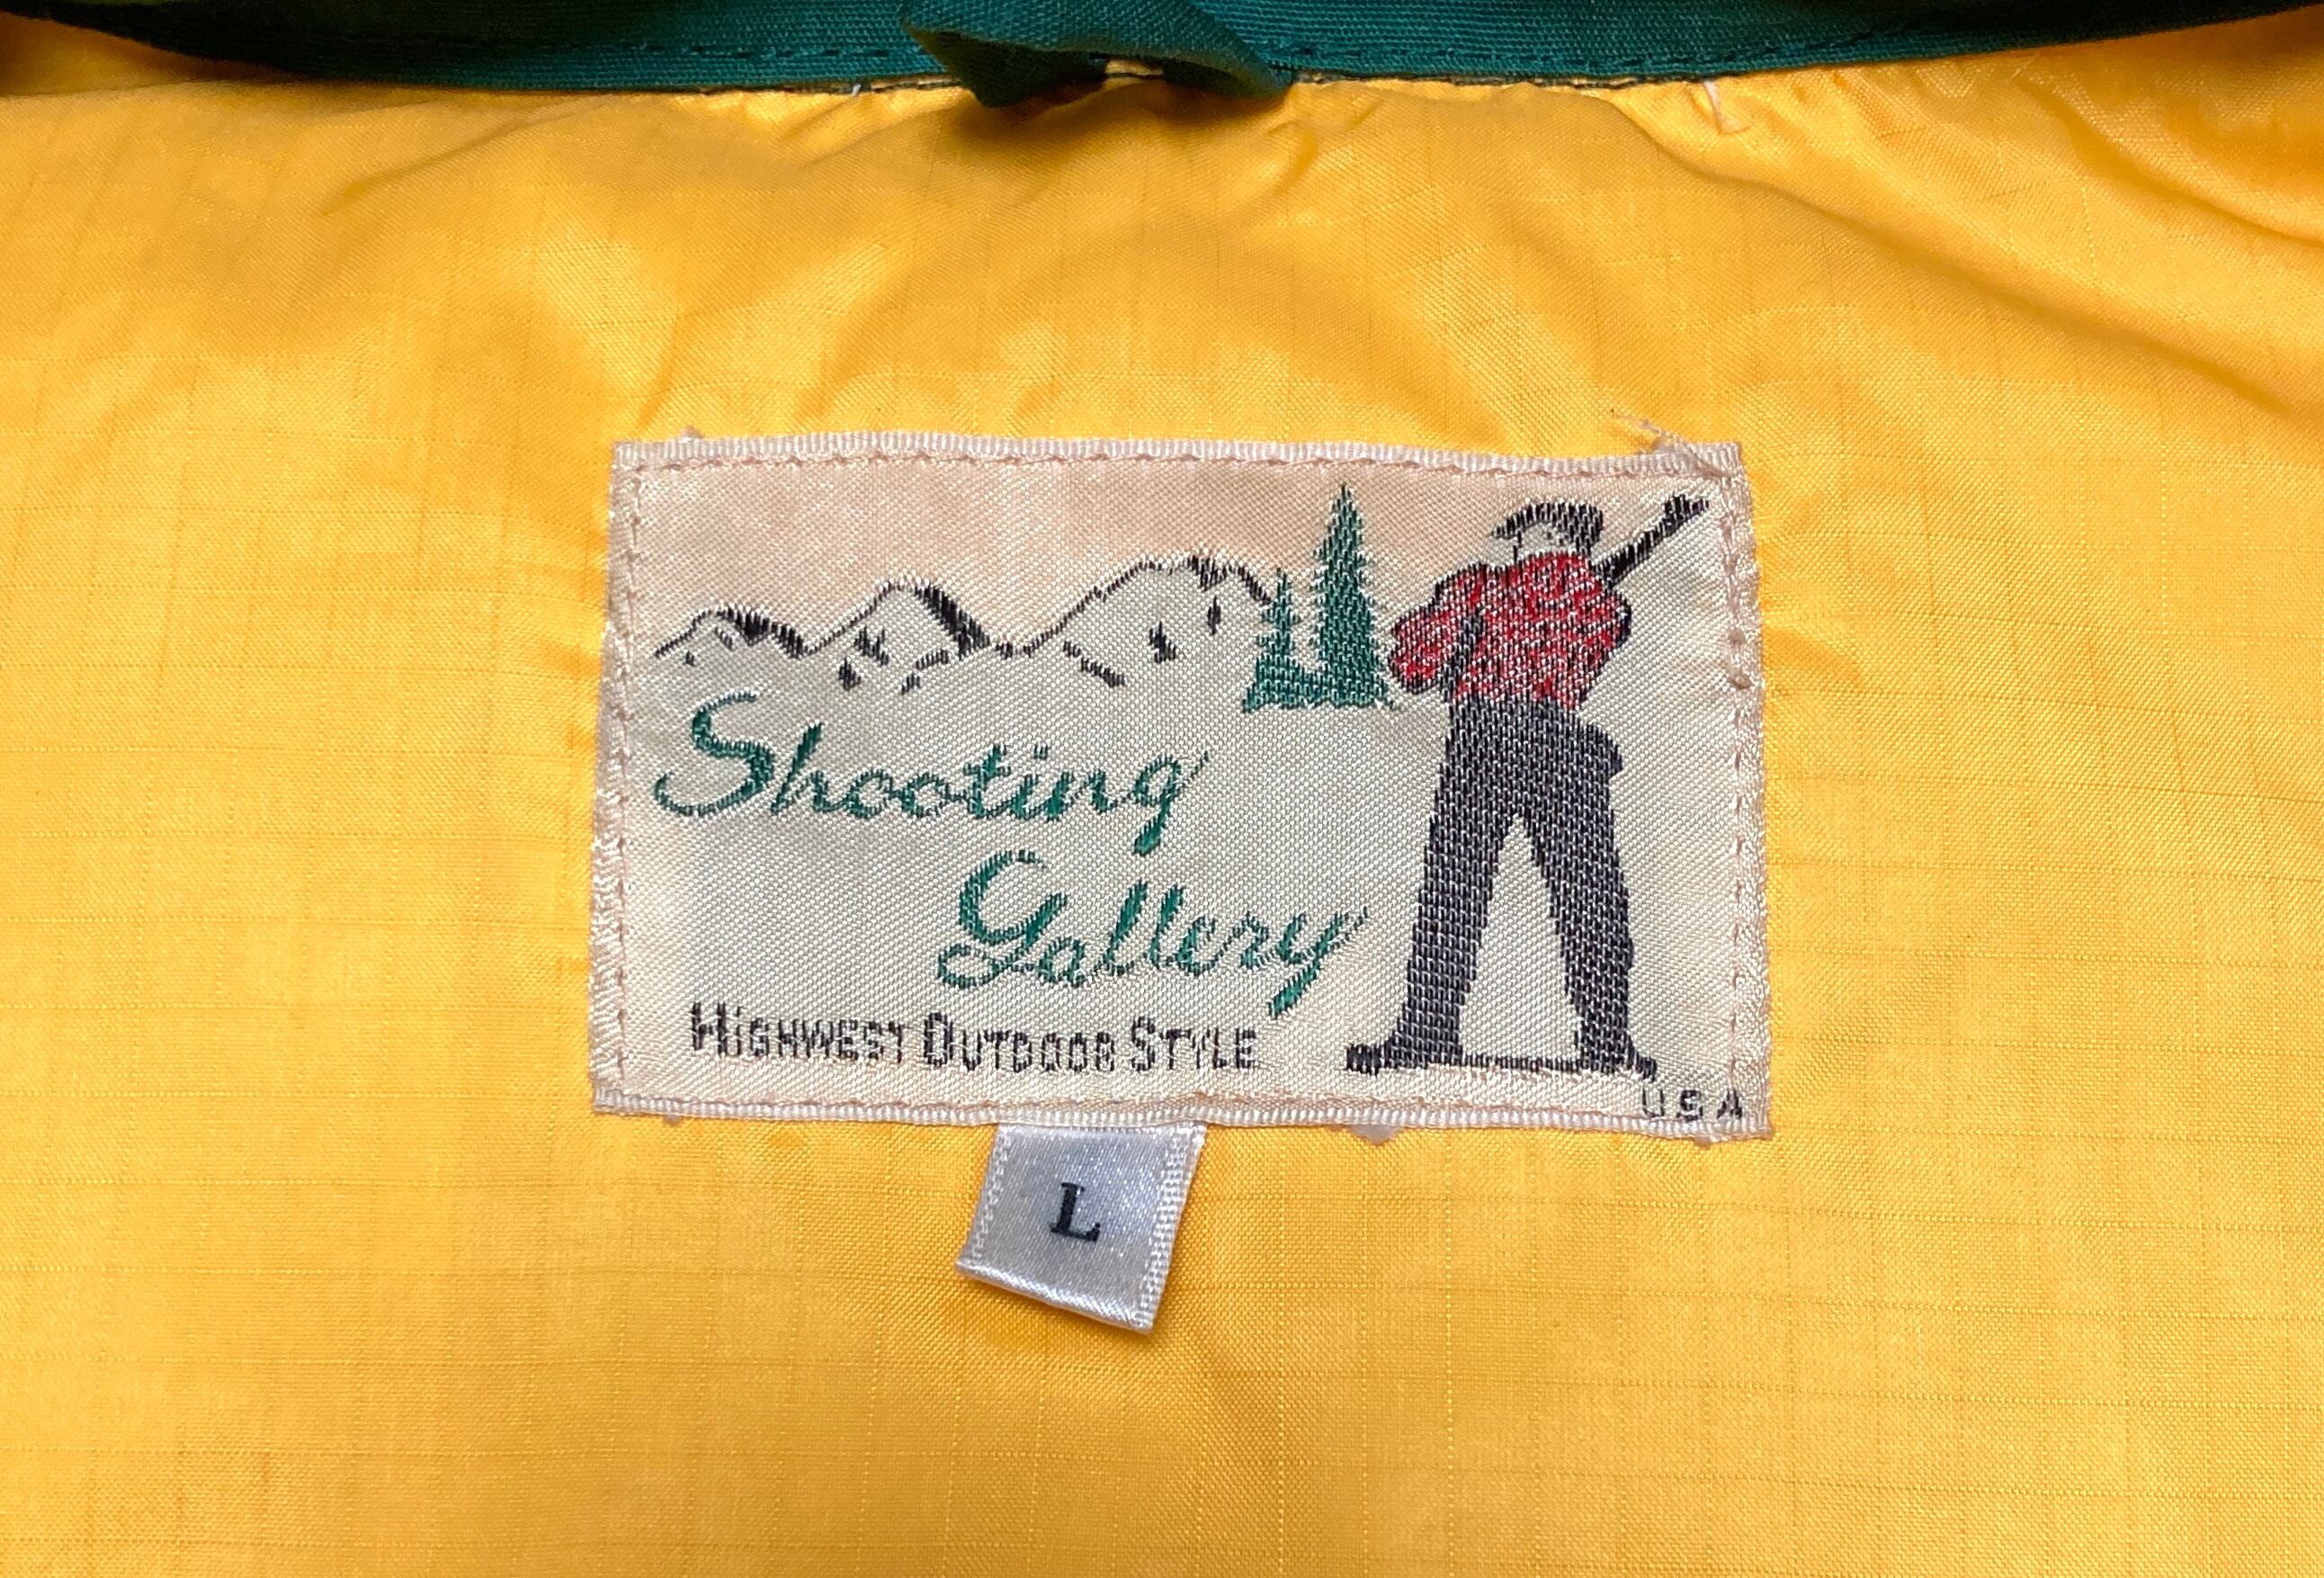 Shooting
Gallery
HIGHWEST OUTDOOR STYLE
USA
L